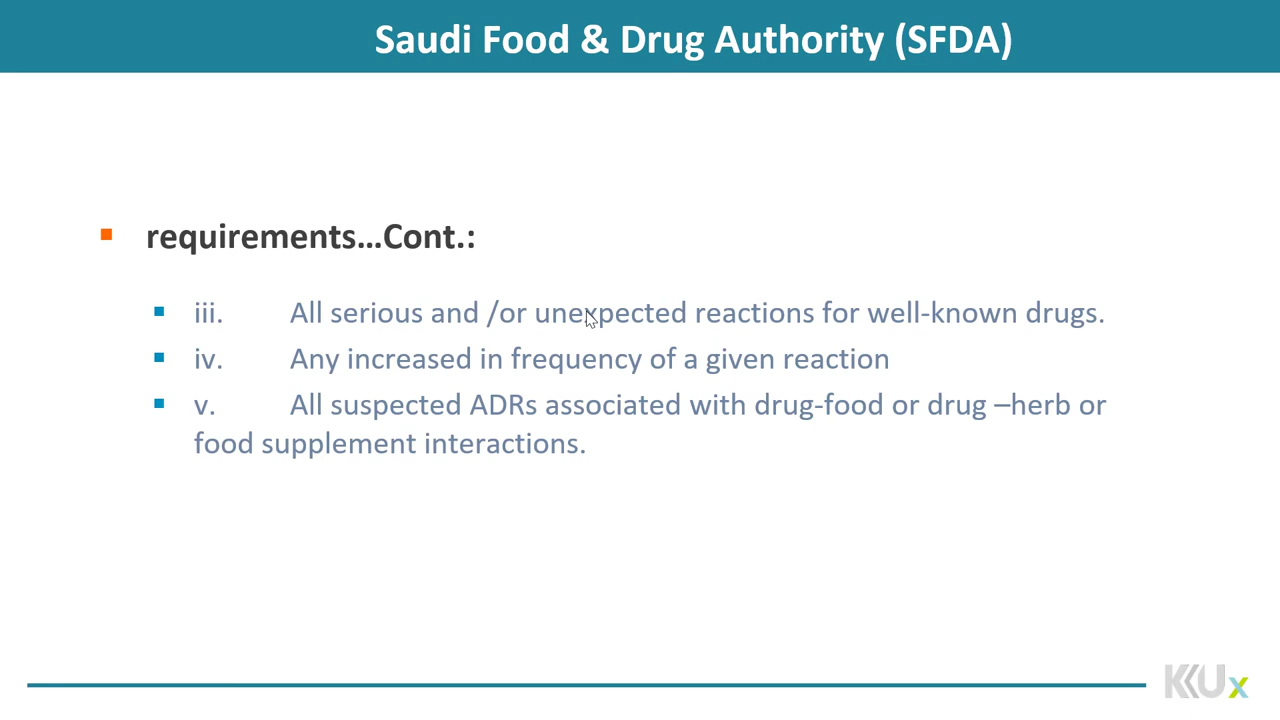 Saudi Food & Drug Authority (SFDA)
requirements...Cont.:
iii. All serious and /or unexpected reactions for well-known drugs.
iv. Any increased in frequency of a given reaction
v. All suspected ADRs associated with drug-food or drug –herb or
food supplement interactions.
KKUx